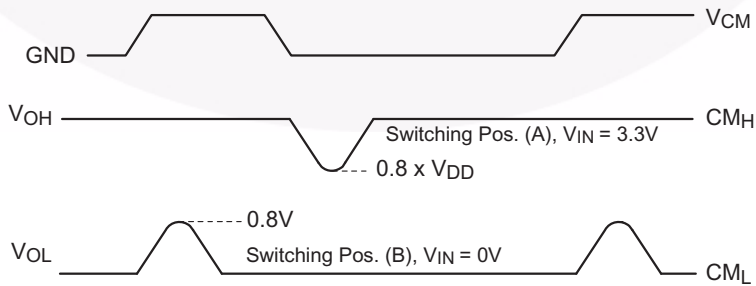 VCM
GND
VOH
Switching Pos. (A), VIN = 3.3V
CMH
0.8 x VDD
0.8V
VOL
Switching Pos. (B), VIN = 0V
CML